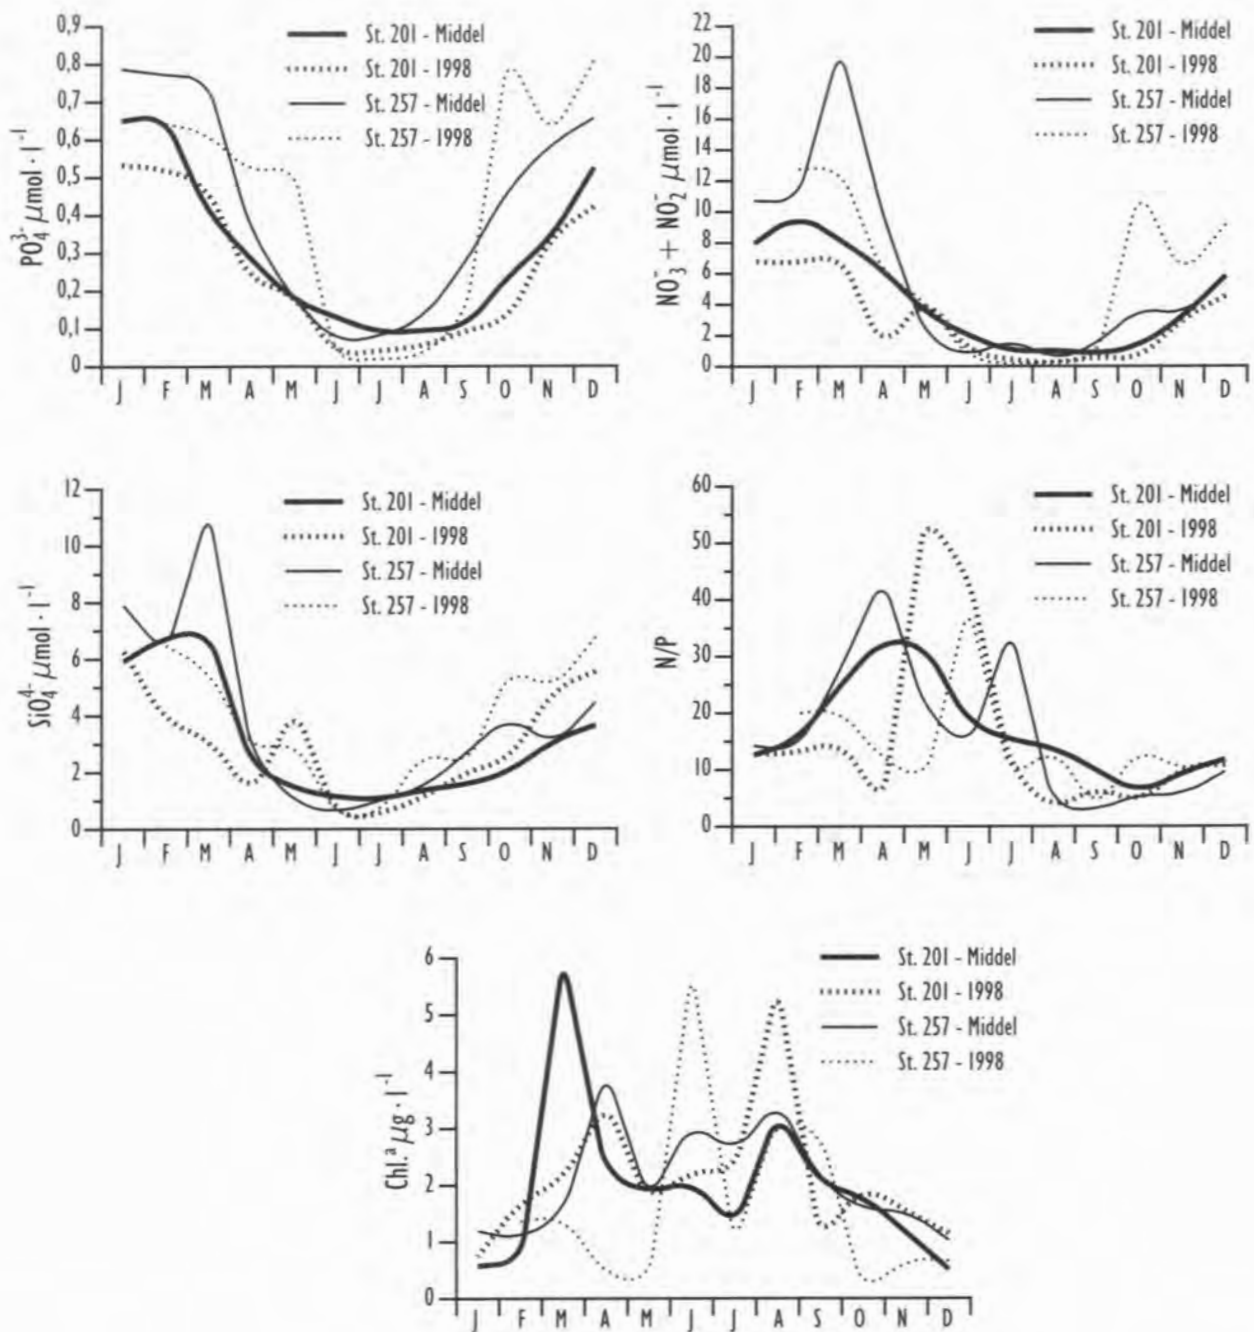 0,9
0,8
0,7
0,6
0,5
0,4
0,3
0,2
0,1
0
PO₄³⁻ μmol · l⁻¹
St. 201 - Middel
St. 201 - 1998
St. 257 - Middel
St. 257 - 1998
J F M A M J J A S O N D
22
20
18
16
14
12
10
8
6
4
2
0
NO₃⁻ + NO₂⁻ μmol · l⁻¹
St. 201 - Middel
St. 201 - 1998
St. 257 - Middel
St. 257 - 1998
J F M A M J J A S O N D
12
10
8
6
4
2
0
SiO₄⁴⁻ μmol · l⁻¹
St. 201 - Middel
St. 201 - 1998
St. 257 - Middel
St. 257 - 1998
J F M A M J J A S O N D
60
50
40
30
20
10
0
N/P
St. 201 - Middel
St. 201 - 1998
St. 257 - Middel
St. 257 - 1998
J F M A M J J A S O N D
6
5
4
3
2
1
0
Chl.ª μg · l⁻¹
St. 201 - Middel
St. 201 - 1998
St. 257 - Middel
St. 257 - 1998
J F M A M J J A S O N D